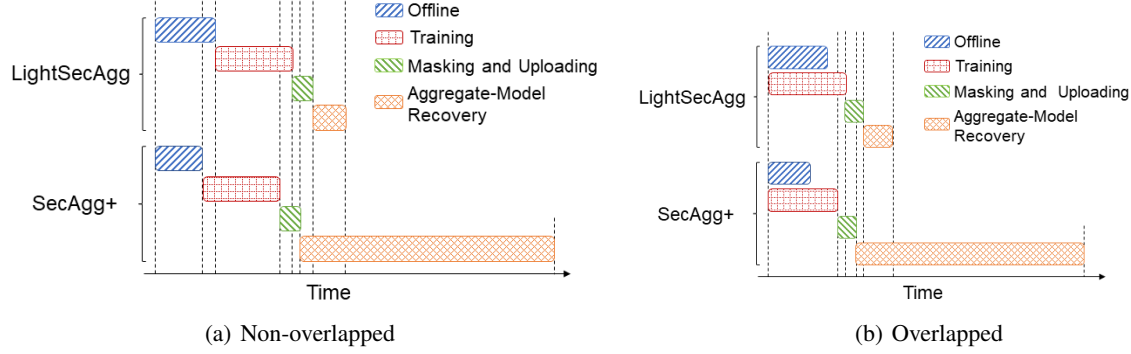 Offline
Training
Masking and Uploading
Aggregate-Model
Recovery
LightSecAgg
SecAgg+
Time
(a) Non-overlapped
Offline
Training
Masking and Uploading
Aggregate-Model
Recovery
LightSecAgg
SecAgg+
Time
(b) Overlapped